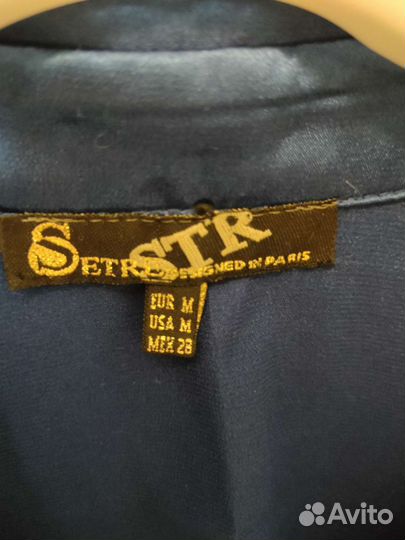 STR
SETRE DESIGNED IN PARIS
EUR M
USA M
MEX 28
Avito